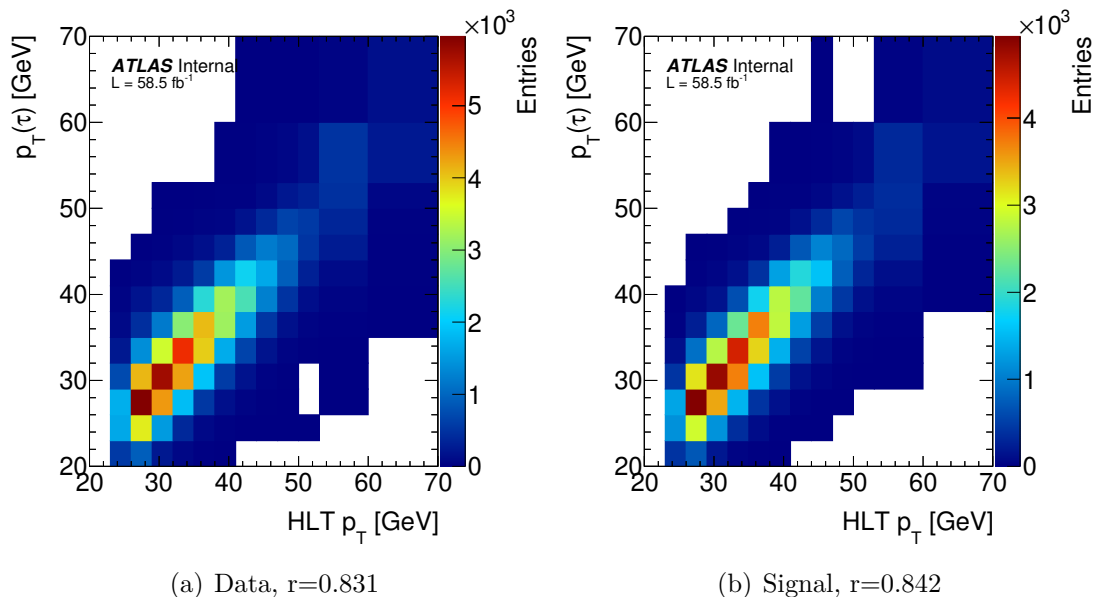 ×10³
×10³
ATLAS Internal
L = 58.5 fb⁻¹
ATLAS Internal
L = 58.5 fb⁻¹
p_T(τ) [GeV]
70
60
50
40
30
20
20 30 40 50 60 70
HLT p_T [GeV]
Entries
5
4
3
2
1
0
p_T(τ) [GeV]
70
60
50
40
30
20
20 30 40 50 60 70
HLT p_T [GeV]
Entries
4
3
2
1
0
(a) Data, r=0.831
(b) Signal, r=0.842